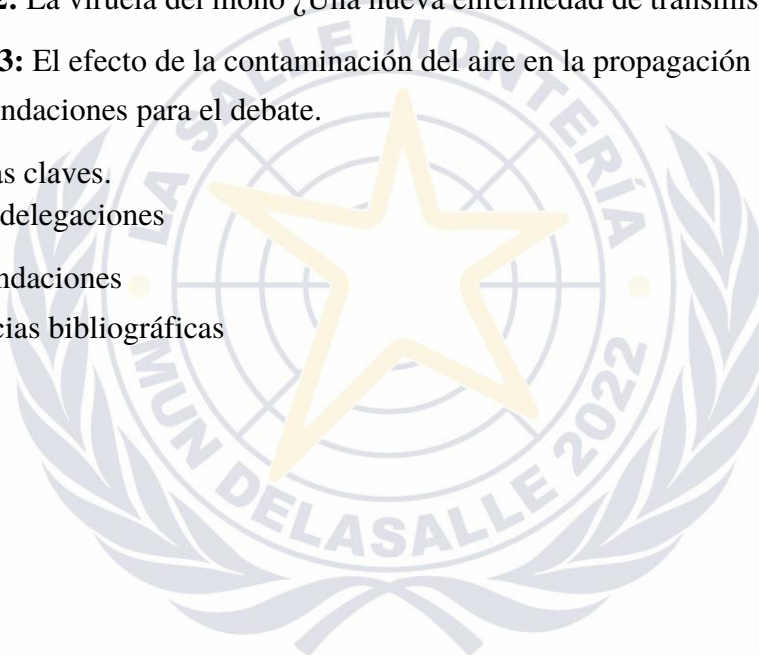 2: La viruela del mono ¿Una nueva enfermedad de transmis
3: El efecto de la contaminación del aire en la propagación
ndaciones para el debate.
as claves.
delegaciones
ndaciones
cias bibliográficas
LA SALLE MONTERÍA
MUN DELASALLE 2022